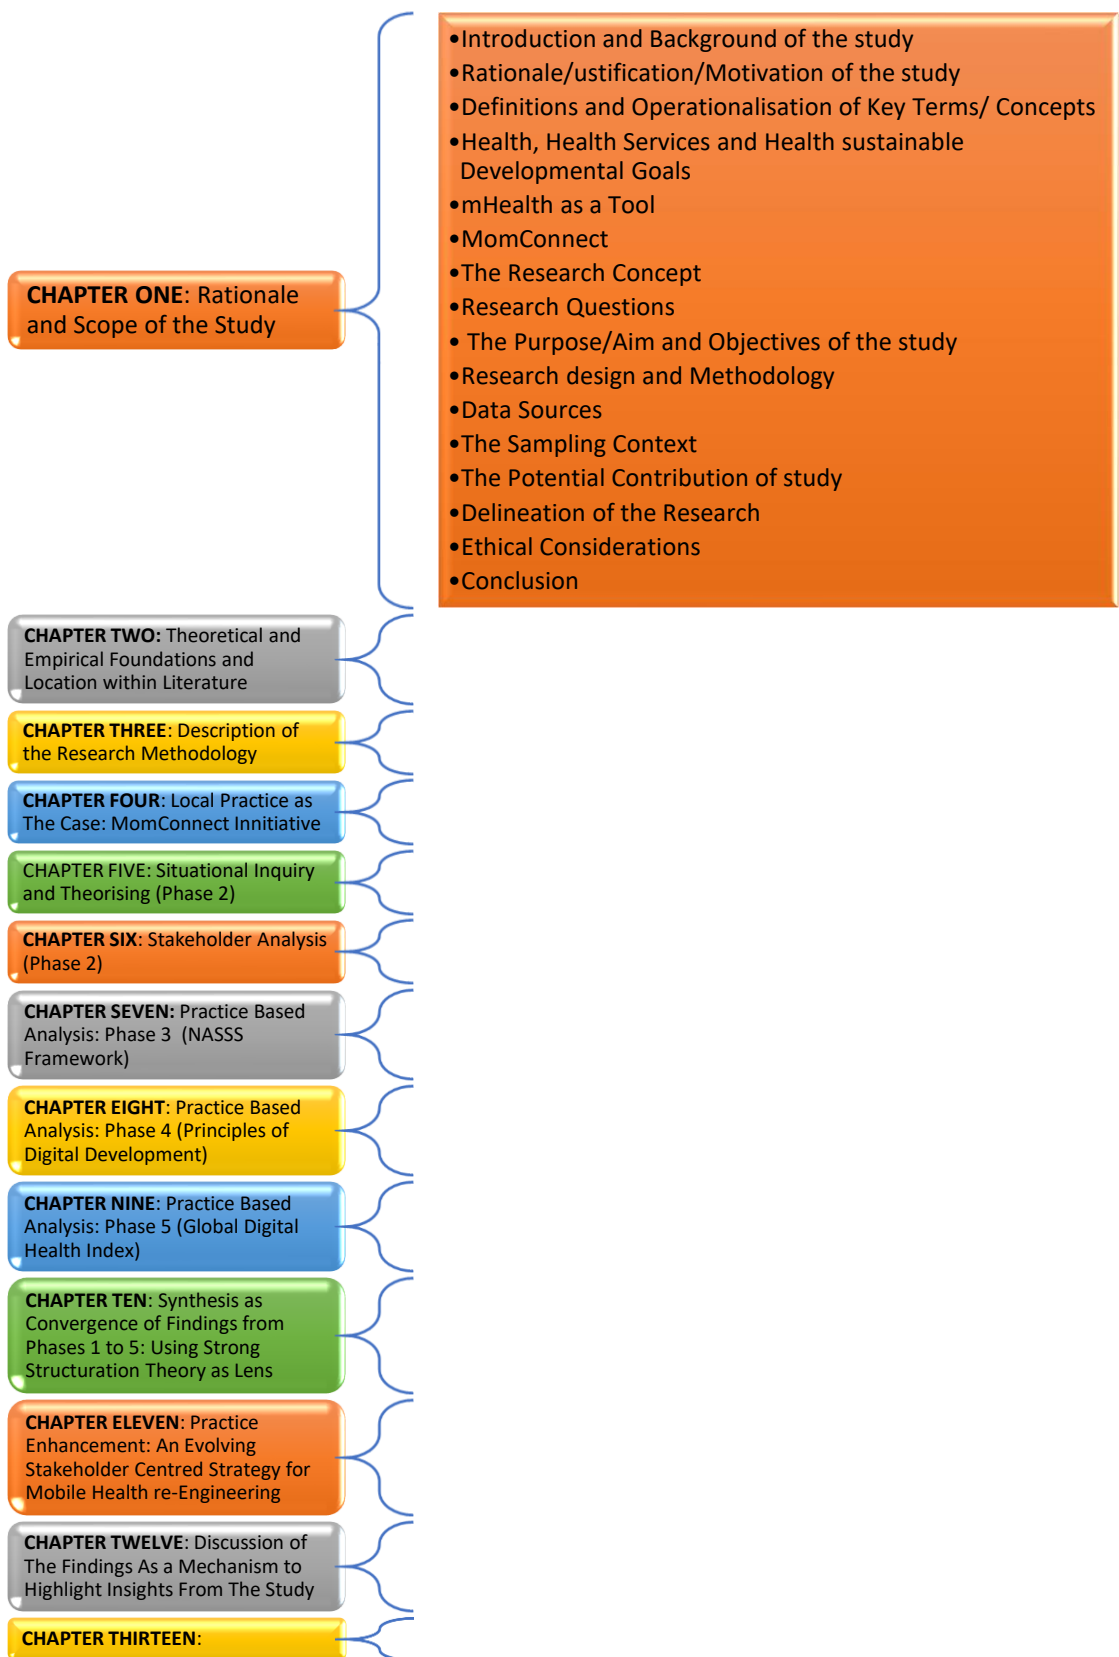 CHAPTER ONE: Rationale
and Scope of the Study
•Introduction and Background of the study
•Rationale/ustification/Motivation of the study
•Definitions and Operationalisation of Key Terms/ Concepts
•Health, Health Services and Health sustainable
Developmental Goals
•mHealth as a Tool
•MomConnect
•The Research Concept
•Research Questions
• The Purpose/Aim and Objectives of the study
•Research design and Methodology
•Data Sources
•The Sampling Context
•The Potential Contribution of study
•Delineation of the Research
•Ethical Considerations
•Conclusion
CHAPTER TWO: Theoretical and
Empirical Foundations and
Location within Literature
CHAPTER THREE: Description of
the Research Methodology
CHAPTER FOUR: Local Practice as
The Case: MomConnect Innitiative
CHAPTER FIVE: Situational Inquiry
and Theorising (Phase 2)
CHAPTER SIX: Stakeholder Analysis
(Phase 2)
CHAPTER SEVEN: Practice Based
Analysis: Phase 3 (NASSS
Framework)
CHAPTER EIGHT: Practice Based
Analysis: Phase 4 (Principles of
Digital Development)
CHAPTER NINE: Practice Based
Analysis: Phase 5 (Global Digital
Health Index)
CHAPTER TEN: Synthesis as
Convergence of Findings from
Phases 1 to 5: Using Strong
Structuration Theory as Lens
CHAPTER ELEVEN: Practice
Enhancement: An Evolving
Stakeholder Centred Strategy for
Mobile Health re-Engineering
CHAPTER TWELVE: Discussion of
The Findings As a Mechanism to
Highlight Insights From The Study
CHAPTER THIRTEEN: